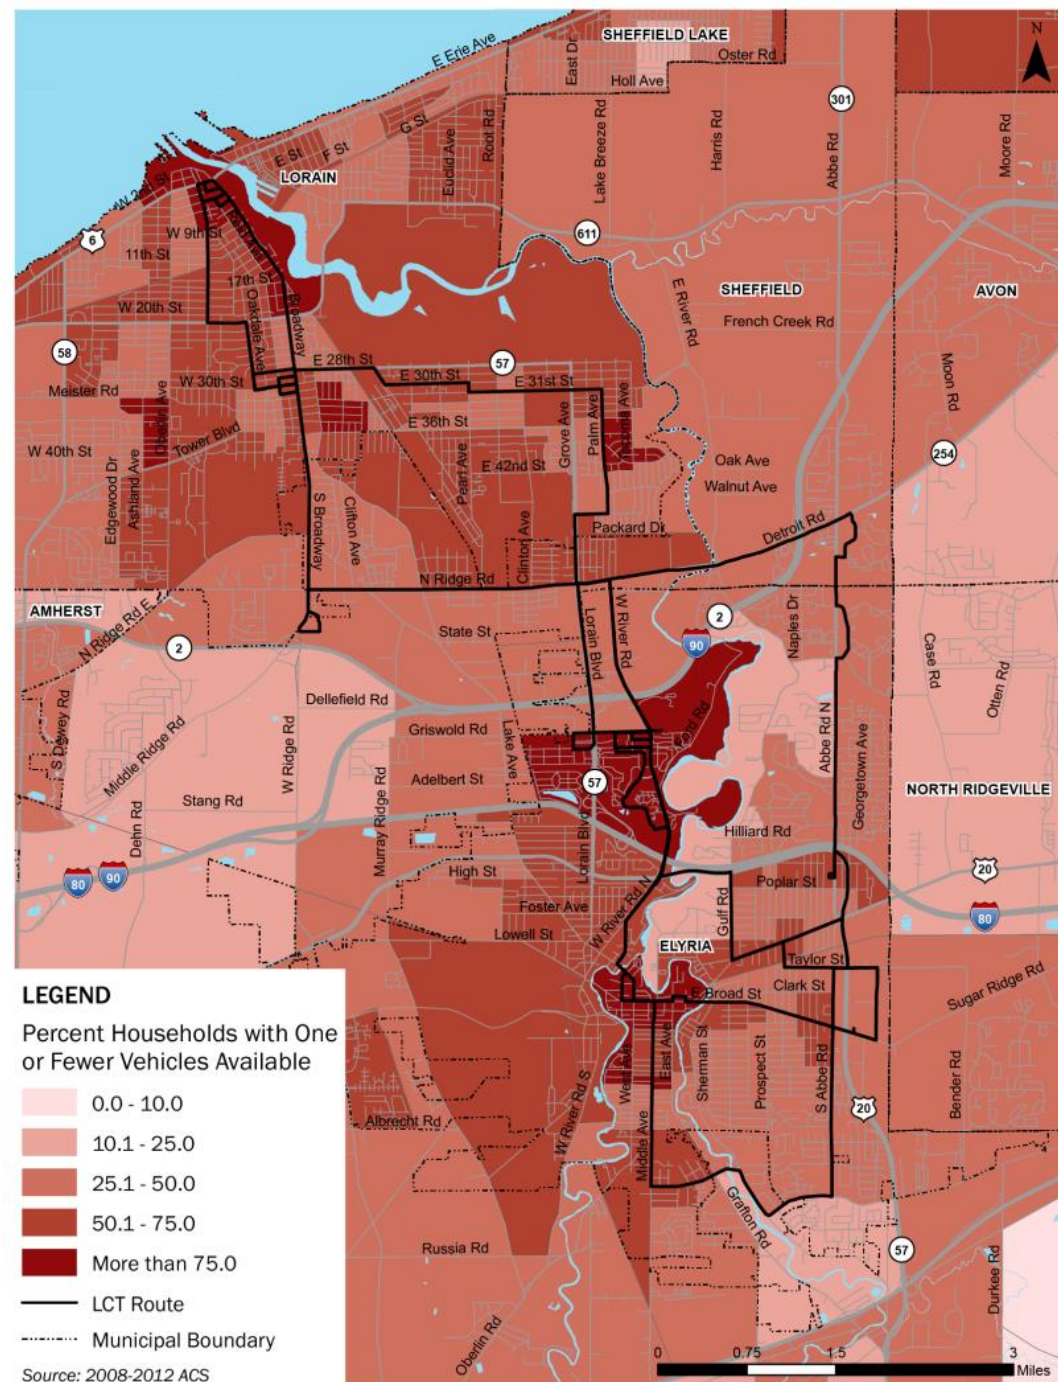 SHEFFIELD LAKE
N
E Erie Ave
East Dr
Oster Rd
Holl Ave
301
G St
E St
F St
Euclid Ave
Root Rd
Lake Breeze Rd
Harris Rd
Abbe Rd
Moore Rd
LORAIN
W 2nd St
6
W 9th St
11th St
611
17th St
W 20th St
Oakdale Ave
Broadway
E River Rd
SHEFFIELD
AVON
French Creek Rd
58
E 28th St
57
Meister Rd
W 30th St
E 30th St
E 31st St
Moon Rd
Oberlin Ave
E 36th St
Grove Ave
Palm Ave
Tacoma Ave
W 40th St
Tower Blvd
E 42nd St
Pearl Ave
Oak Ave
254
Walnut Ave
Edgewood Dr
Ashland Ave
S Broadway
Clifton Ave
Clinton Ave
Packard Dr
Detroit Rd
N Ridge Rd
AMHERST
N Ridge Rd E
State St
Lorain Blvd
W River Rd
2
Naples Dr
2
90
Case Rd
Otten Rd
Dellefield Rd
S Dewey Rd
Middle Ridge Rd
W Ridge Rd
Griswold Rd
Lake Ave
Ford Rd
Abbe Rd N
Georgetown Ave
Adelbert St
57
NORTH RIDGEVILLE
Stang Rd
Dehn Rd
Murray Ridge Rd
Lorain Blvd
Hilliard Rd
80
90
High St
20
Poplar St
Foster Ave
W River Rd N
Gulf Rd
80
Lowell St
ELYRIA
Taylor St
E Broad St
Clark St
Sugar Ridge Rd
West Ave
East Ave
Sherman St
Prospect St
S Abbe Rd
Bender Rd
20
Albrecht Rd
W River Rd S
Middle Ave
Grafton Rd
Russia Rd
57
Durkee Rd
Oberlin Rd
LEGEND
Percent Households with One
or Fewer Vehicles Available
0.0 - 10.0
10.1 - 25.0
25.1 - 50.0
50.1 - 75.0
More than 75.0
LCT Route
Municipal Boundary
Source: 2008-2012 ACS
0 0.75 1.5 3
Miles